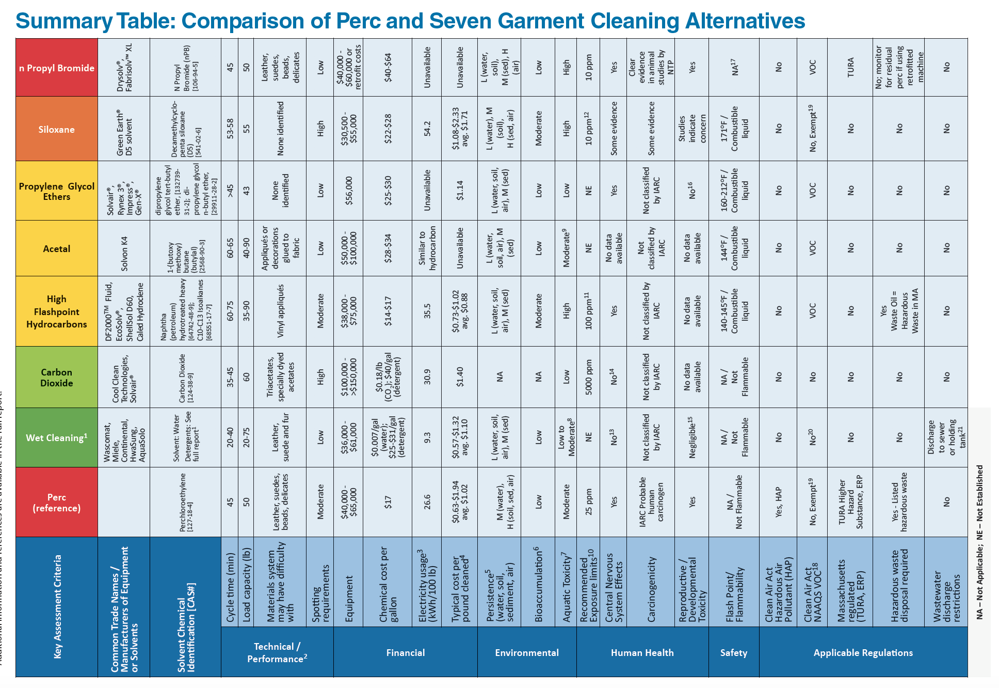 Summary Table: Comparison of Perc and Seven Garment Cleaning Alternatives
n Propyl Bromide
Drysolv®,
Fabrisolv™ XL
N Propyl
Bromide (nPB)
[106-94-5]
45
50
Leather,
suedes,
beads,
delicates
Low
$40,000 -
$60,000 or
retrofit costs
$40-$64
Unavailable
Unavailable
L (water,
soil),
M (sed), H
(air)
Low
High
10 ppm
Yes
Clear
evidence
in animal
studies by
NTP
Yes
NA17
No
VOC
TURA
No; monitor
for residual
perc if using
retrofitted
machine
No
Siloxane
Green Earth®
D5 solvent
Decamethylcyclo-
penta siloxane
(D5)
[541-02-6]
53-58
55
None identified
High
$30,500 -
$55,000
$22-$28
54.2
$1.08-$2.33
avg. $1.71
L (water), M
(soil),
H (sed, air)
Moderate
High
10 ppm12
Some evidence
Some evidence
Studies
indicate
concern
171°F /
Combustible
liquid
No
No, Exempt19
No
No
No
Propylene Glycol
Ethers
Solvair®,
Rynex 3®,
Impress®,
Gen-X®
dipropylene
glycol tert-butyl
ether, [132739-
31-2]; di-
propylene glycol
n-butyl ether,
[29911-28-2]
>45
43
None
identified
Low
$56,000
$25-$30
Unavailable
$1.14
L (water, soil,
air), M (sed)
Low
Low
NE
Yes
Not classified
by IARC
No16
160-212°F /
Combustible
liquid
No
VOC
No
No
No
Acetal
Solvon K4
1-(butoxy
methoxy)
butane
(butylal)
[2568-90-3]
60-65
40-90
Appliqués or
decorations
glued to
fabric
Low
$50,000 -
$100,000
$28-$34
Similar to
hydrocarbon
Unavailable
L (water,
soil, air), M
(sed)
Low
Moderate9
NE
No data
available
Not
classified by
IARC
No data
available
144°F /
Combustible
liquid
No
VOC
No
No
No
High
Flashpoint
Hydrocarbons
DF2000™ Fluid,
EcoSolv®,
ShellSol D60,
Caled Hydroclene
Naphtha
(petroleum)
hydrotreated heavy
[64742-48-9];
C10-C13 Isoalkanes
[68551-17-7]
60-75
35-90
Vinyl appliqués
Moderate
$38,000 -
$75,000
$14-$17
35.5
$0.73-$1.02
avg. $0.88
L (water, soil,
air), M (sed)
Moderate
High
100 ppm11
Yes
Not classified by
IARC
No data
available
140-145°F /
Combustible
liquid
No
VOC
No
Yes
Waste Oil =
Hazardous
Waste in MA
No
Carbon
Dioxide
Cool Clean
Technologies,
Solvair®
Carbon Dioxide
[124-38-9]
35-45
60
Triacetates,
specially dyed
acetates
High
$100,000 -
>$150,000
$0.18/lb
(CO2); $40/gal
(detergent)
30.9
$1.40
NA
NA
Low
5000 ppm
No14
Not classified
by IARC
No data
available
NA /
Not
Flammable
No
No
No
No
No
Wet Cleaning1
Wascomat,
Miele,
Continental,
HwaSung,
AquaSolo
Solvent: Water
Detergents: See
full report1
20-40
20-75
Leather,
suede and fur
Low
$36,000 -
$61,000
$0.007/gal
(water);
$25-$31/gal
(detergent)
9.3
$0.57-$1.32
avg. $1.10
L (water, soil,
air), M (sed)
Low
Low to
Moderate8
NE
No13
Not classified
by IARC
Negligible15
NA /
Not
Flammable
No
No20
No
No
Discharge
to sewer
or holding
tank21
Perc
(reference)
Perchloroethylene
[127-18-4]
45
50
Leather, suedes,
beads, delicates
Moderate
$40,000 -
$65,000
$17
26.6
$0.63-$1.94
avg. $1.02
M (water),
H (soil, sed, air)
Low
Moderate
25 ppm
Yes
IARC Probable
human
carcinogen
Yes
NA /
Not Flammable
Yes, HAP
No, Exempt19
TURA Higher
Hazard
Substance, ERP
Yes - Listed
hazardous waste
No
Key Assessment Criteria
Common Trade Names /
Manufacturers of Equipment
or Solvents
Solvent Chemical
Identification [CAS#]
Cycle time (min)
Load capacity (lb)
Materials system
may have difficulty
with
Spotting
requirements
Equipment
Chemical cost per
gallon
Electricity usage3
(kWh/100 lb)
Typical cost per
pound cleaned4
Persistence5
(water, soil,
sediment, air)
Bioaccumulation6
Aquatic Toxicity7
Recommended
Exposure limits10
Central Nervous
System Effects
Carcinogenicity
Reproductive /
Developmental
Toxicity
Flash Point/
Flammability
Clean Air Act
Hazardous Air
Pollutant (HAP)
Clean Air Act
NAAQS VOC18
Massachusetts
regulated
(TURA, ERP)
Hazardous waste
disposal required
Wastewater
discharge
restrictions
Technical /
Performance2
Financial
Environmental
Human Health
Safety
Applicable Regulations
NA – Not Applicable; NE – Not Established